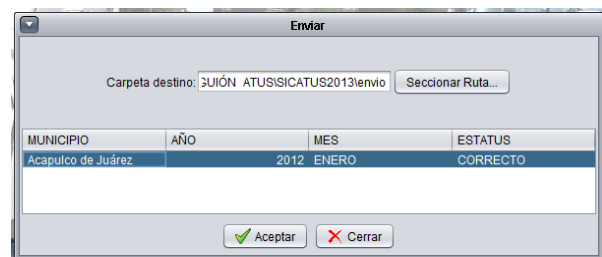 Enviar
Carpeta destino: GUIÓN ATUS\SICATUS2013\envio Seccionar Ruta...
MUNICIPIO AÑO MES ESTATUS
Acapulco de Juárez 2012 ENERO CORRECTO
Aceptar Cerrar